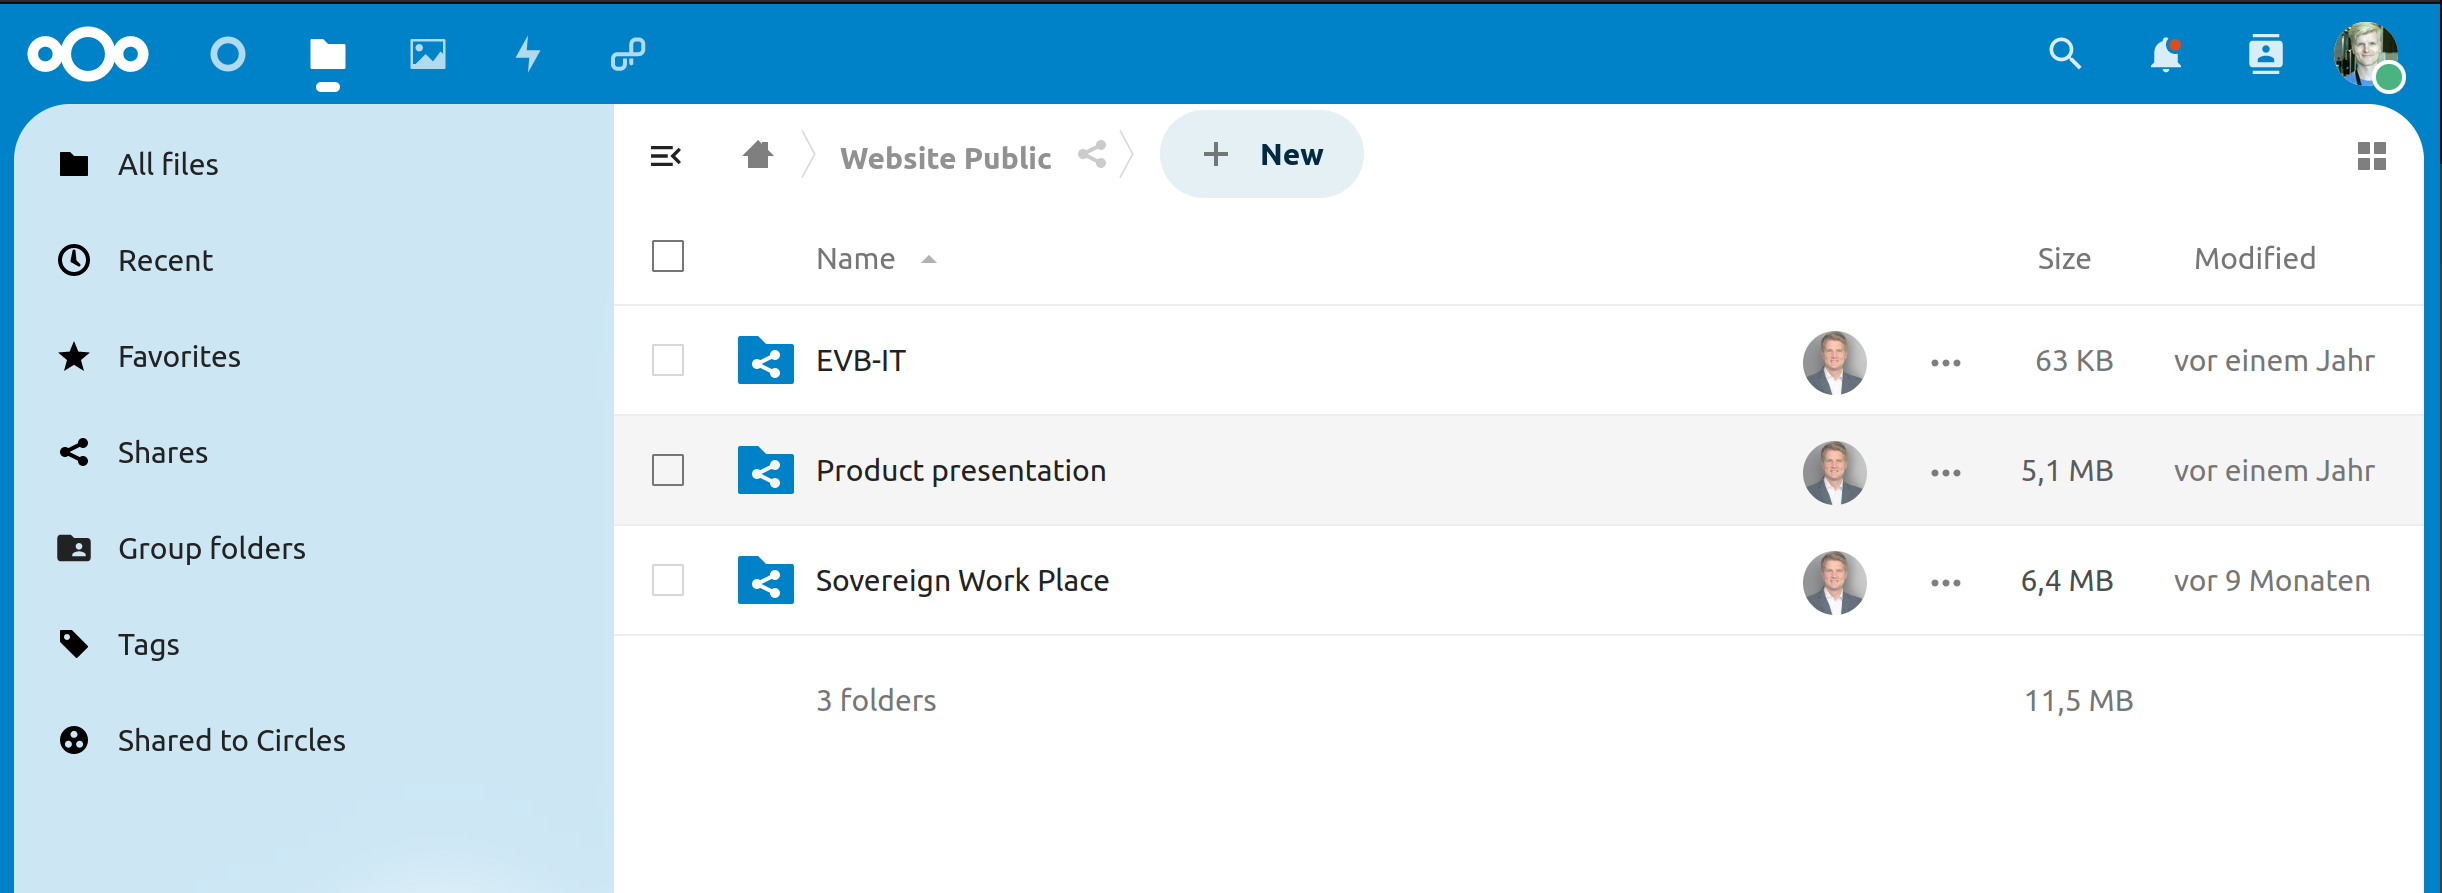 All files
Recent
Favorites
Shares
Group folders
Tags
Shared to Circles
Website Public
New
Name Size Modified
EVB-IT 63 KB vor einem Jahr
Product presentation 5,1 MB vor einem Jahr
Sovereign Work Place 6,4 MB vor 9 Monaten
3 folders 11,5 MB